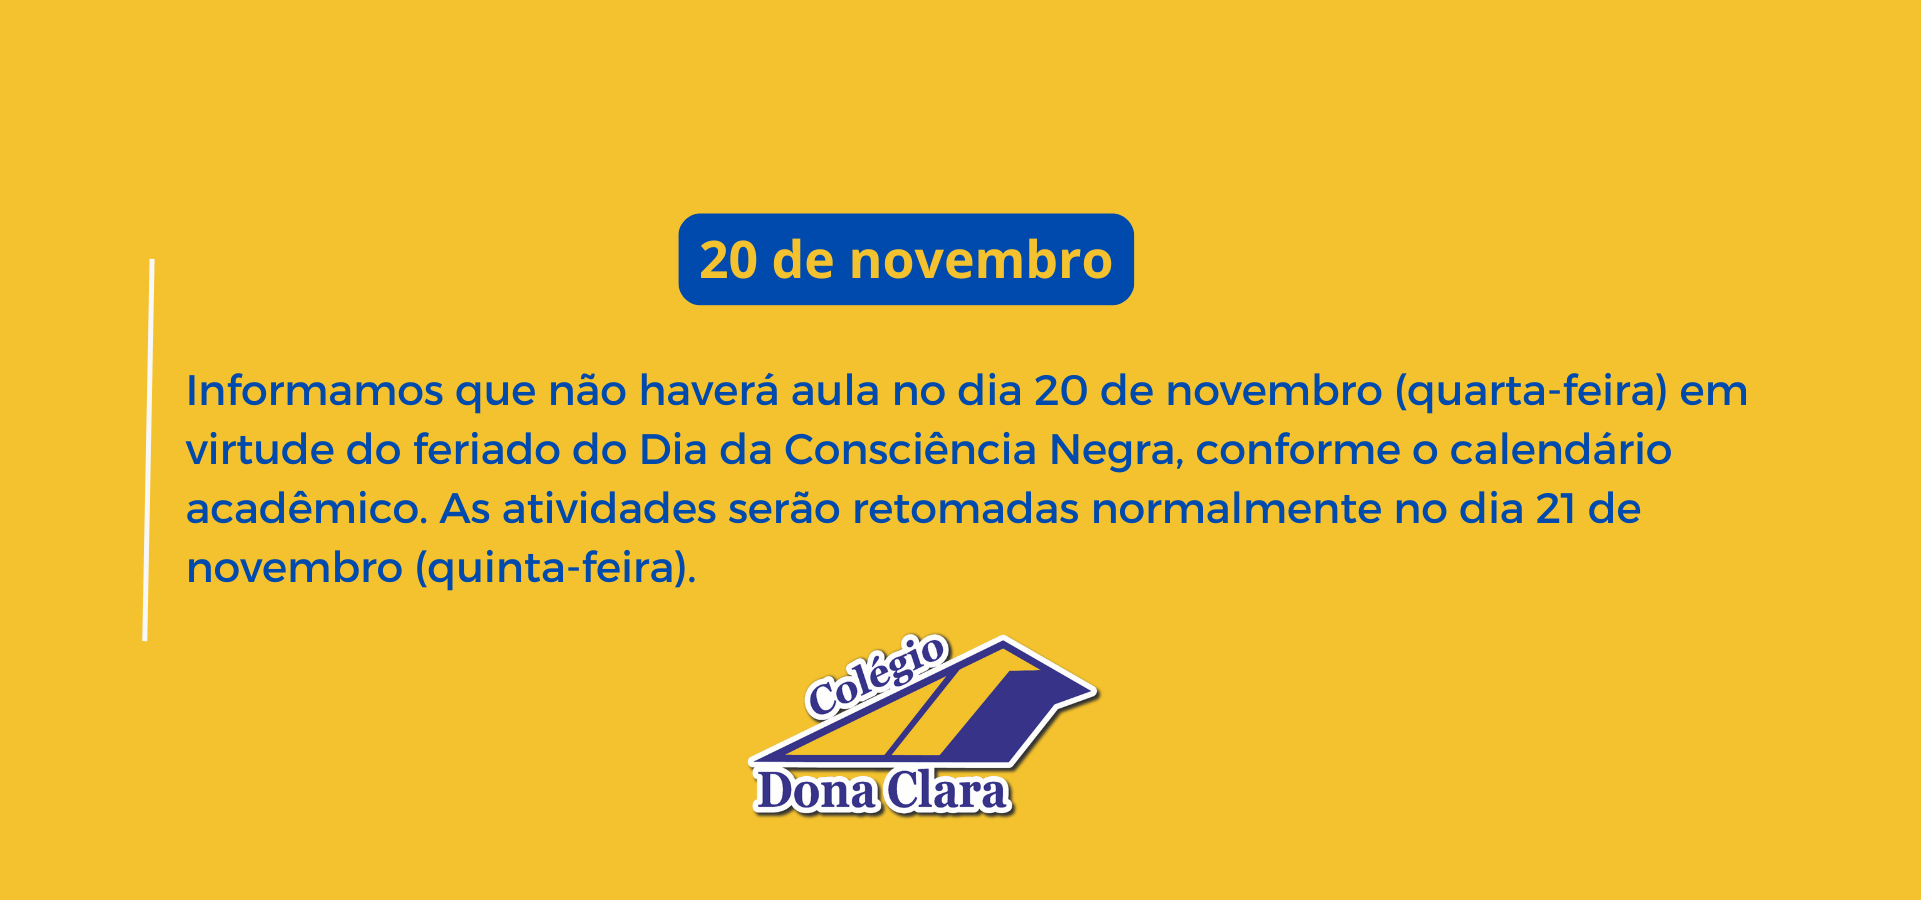 20 de novembro
Informamos que não haverá aula no dia 20 de novembro (quarta-feira) em
virtude do feriado do Dia da Consciência Negra, conforme o calendário
acadêmico. As atividades serão retomadas normalmente no dia 21 de
novembro (quinta-feira).
Colégio
Dona Clara